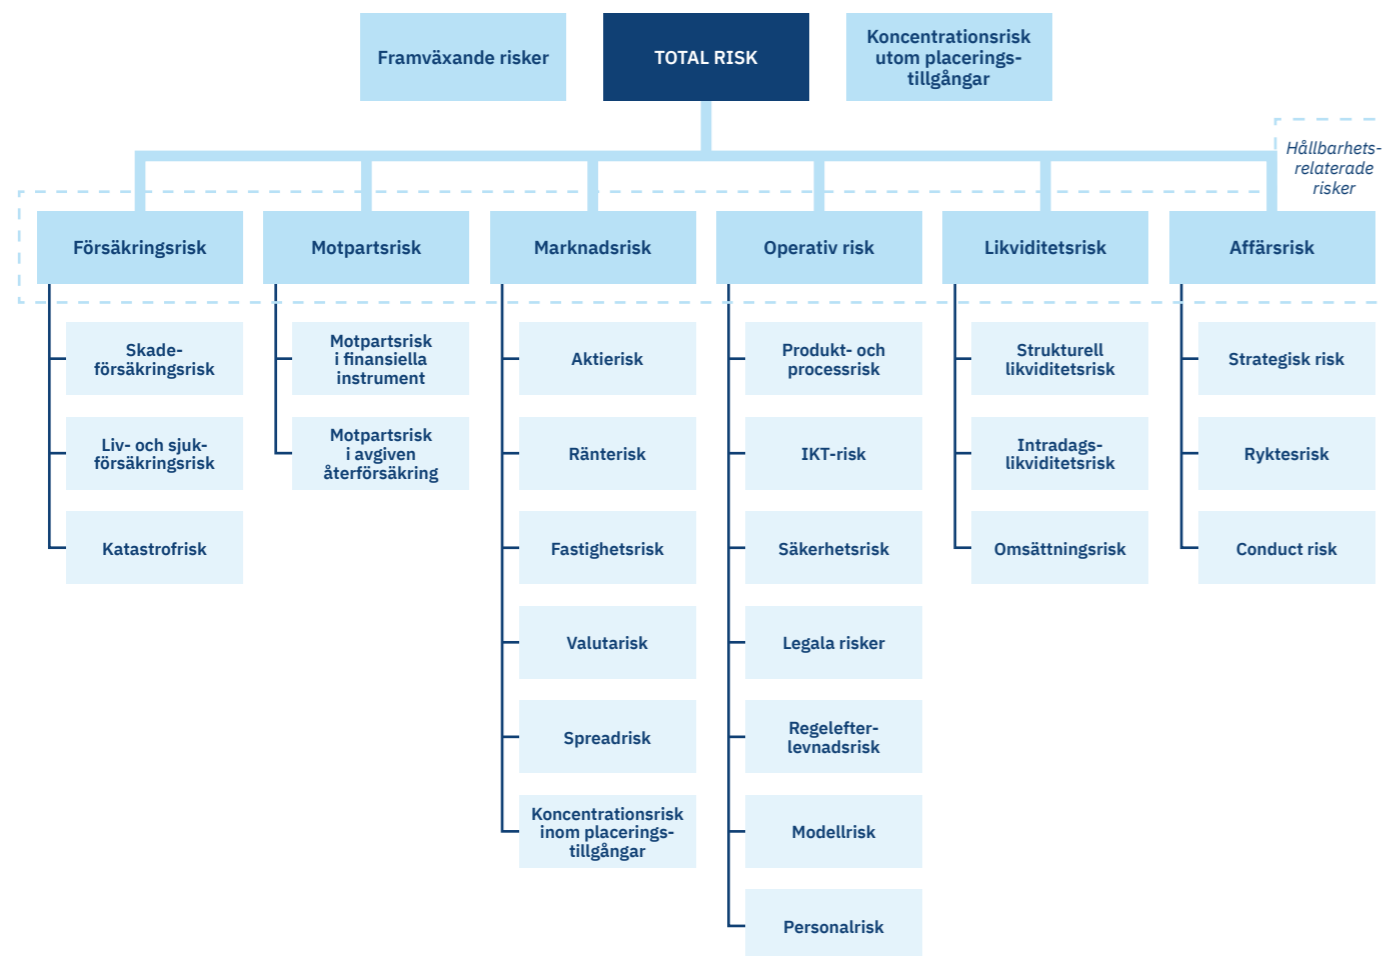 Framväxande risker
TOTAL RISK
Koncentrationsrisk
utom placerings-
tillgångar
Hållbarhets-
relaterade
risker
Försäkringsrisk
Motpartsrisk
Marknadsrisk
Operativ risk
Likviditetsrisk
Affärsrisk
Skade-
försäkringsrisk
Liv- och sjuk-
försäkringsrisk
Katastrofrisk
Motpartsrisk
i finansiella
instrument
Motpartsrisk
i avgiven
återförsäkring
Aktierisk
Ränterisk
Fastighetsrisk
Valutarisk
Spreadrisk
Koncentrationsrisk
inom placerings-
tillgångar
Produkt- och
processrisk
IKT-risk
Säkerhetsrisk
Legala risker
Regelefter-
levnadsrisk
Modellrisk
Personalrisk
Strukturell
likviditetsrisk
Intradags-
likviditetsrisk
Omsättningsrisk
Strategisk risk
Ryktesrisk
Conduct risk